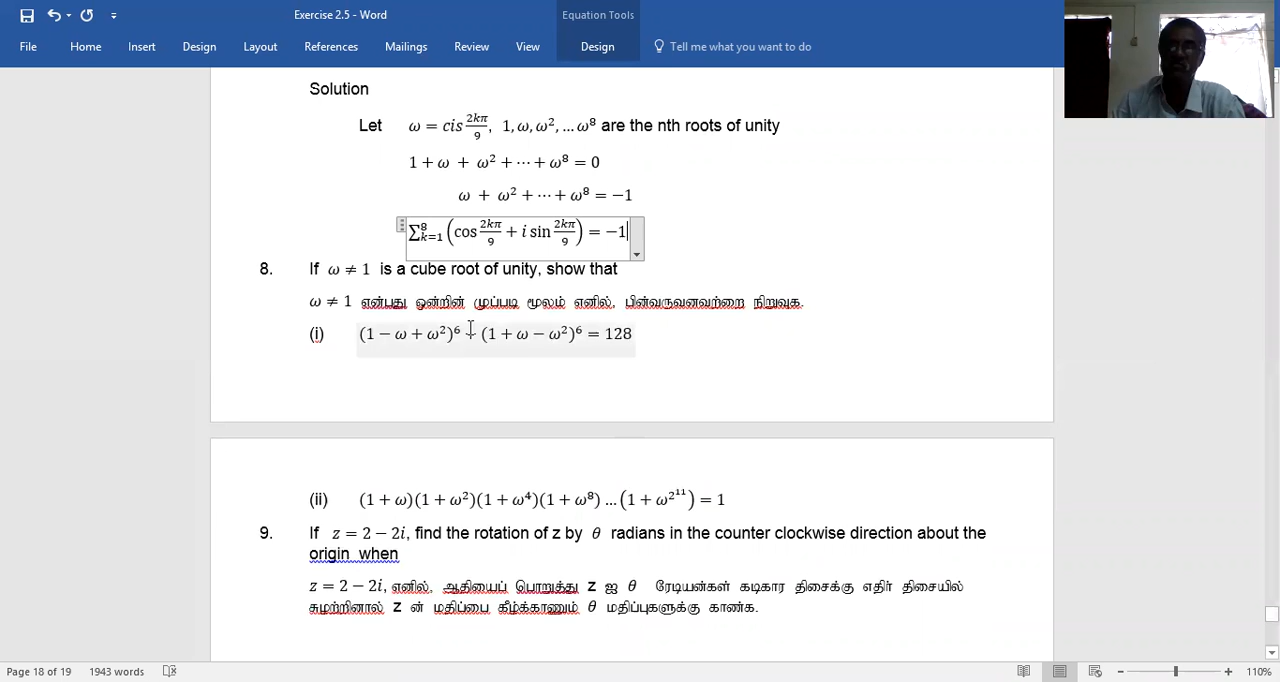 Exercise 2.5 - Word
Equation Tools
File Home Insert Design Layout References Mailings Review View Design Tell me what you want to do
Solution
Let ω = cis 2kπ/9, 1, ω, ω², … ω⁸ are the nth roots of unity
1 + ω + ω² + ⋯ + ω⁸ = 0
ω + ω² + ⋯ + ω⁸ = −1
∑⁸ₖ₌₁ (cos 2kπ/9 + i sin 2kπ/9) = −1
8. If ω ≠ 1 is a cube root of unity, show that
ω ≠ 1 என்பது ஒன்றின் முப்படி மூலம் எனில், பின்வருவனவற்றை நிறுவுக.
(i) (1 − ω + ω²)⁶ + (1 + ω − ω²)⁶ = 128
(ii) (1 + ω)(1 + ω²)(1 + ω⁴)(1 + ω⁸) … (1 + ω^2^11) = 1
9. If z = 2 − 2i, find the rotation of z by θ radians in the counter clockwise direction about the
origin when
z = 2 − 2i, எனில், ஆதியைப் பொறுத்து z ஐ θ ரேடியன்கள் கடிகார திசைக்கு எதிர் திசையில்
சுழற்றினால் z ன் மதிப்பை கீழ்க்காணும் θ மதிப்புகளுக்கு காண்க.
Page 18 of 19 1943 words 110%